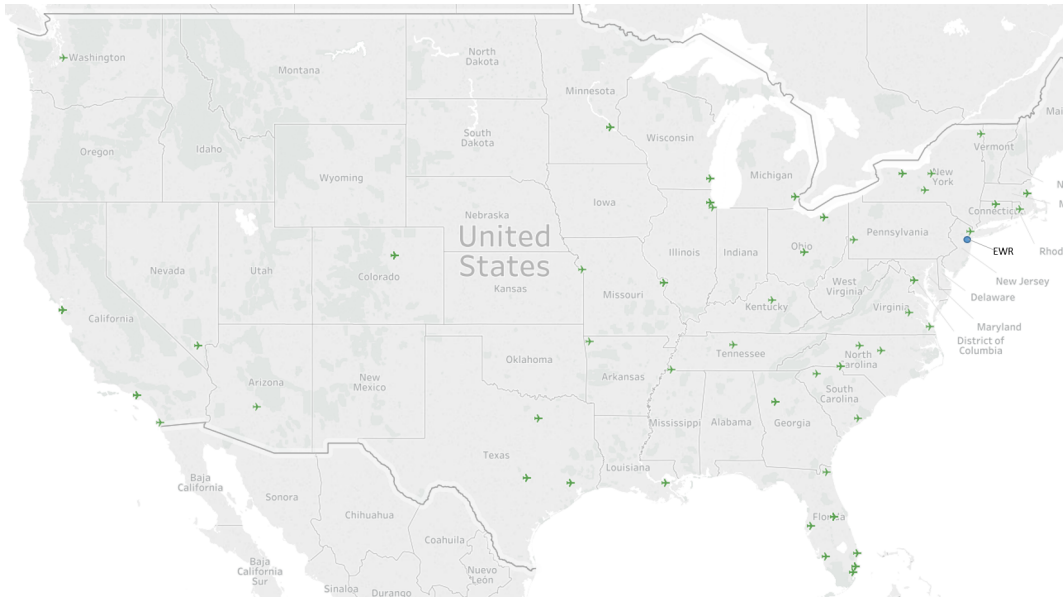 Washington
Montana
North
Dakota
Minnesota
Mai
Vermont
Oregon
Idaho
South
Dakota
Wisconsin
Michigan
New
York
N
Wyoming
Iowa
M
Nebraska
Connecticut
United
States
Pennsylvania
Nevada
Utah
Colorado
Illinois
Indiana
Ohio
EWR
Rhod
Kansas
Missouri
West
Virginia
New Jersey
Delaware
California
Kentucky
Virginia
Maryland
District of
Columbia
Oklahoma
Tennessee
North
Carolina
Arizona
New
Mexico
Arkansas
South
Carolina
Mississippi
Alabama
Georgia
Texas
Louisiana
Baja
California
Sonora
Chihuahua
Florida
Coahuila
Baja
California
Sur
Nuevo
León
Sinaloa
Durango